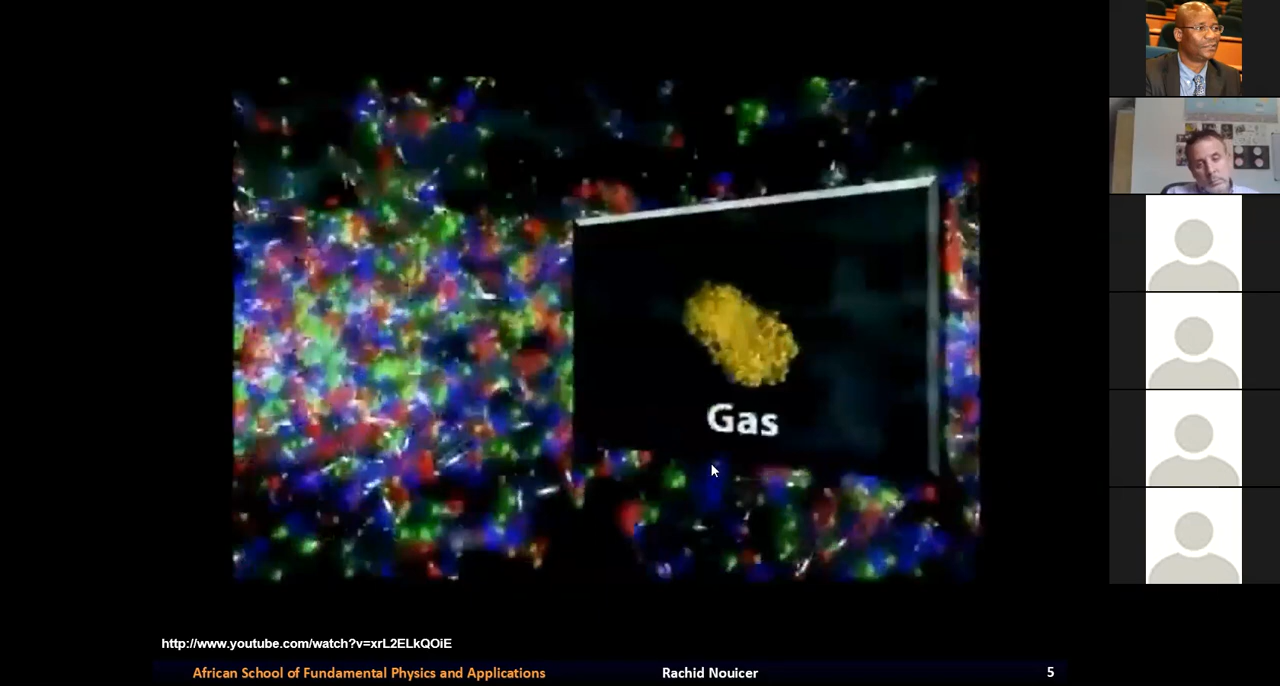 Gas
http://www.youtube.com/watch?v=xrL2ELkQOiE
African School of Fundamental Physics and Applications
Rachid Nouicer
5